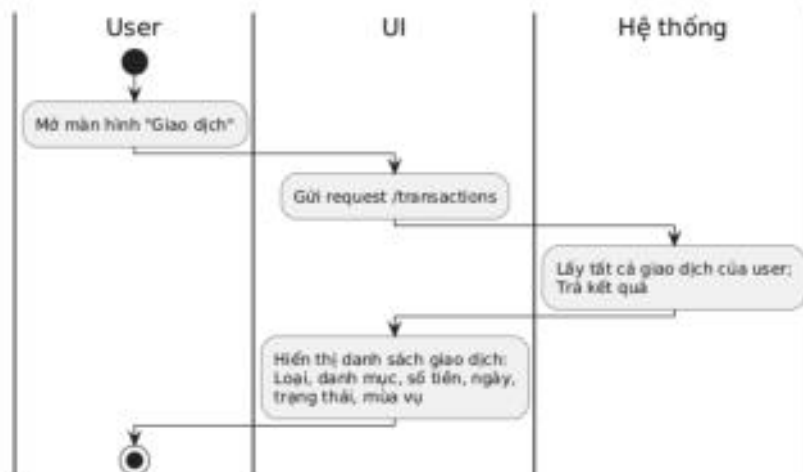 User
UI
Hệ thống
Mở màn hình "Giao dịch"
Gửi request /transactions
Lấy tất cả giao dịch của user;
Trả kết quả
Hiển thị danh sách giao dịch:
Loại, danh mục, số tiền, ngày,
trạng thái, mùa vụ